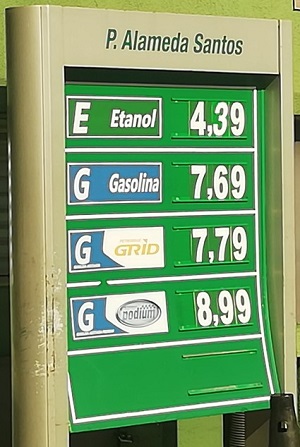 P. Alameda Santos
E Etanol 4,39
G Gasolina 7,69
G GRID 7,79
G podium 8,99